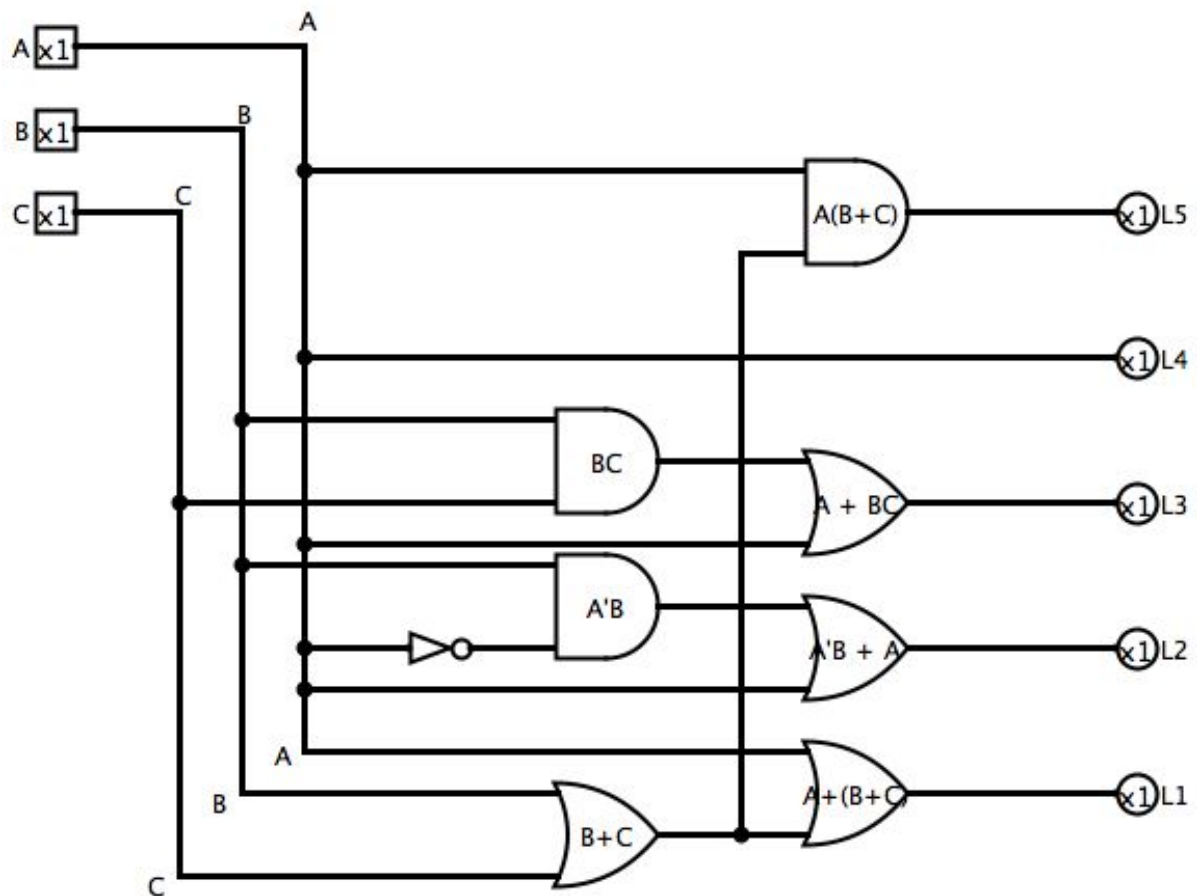 A
A x1
B
B x1
C
C x1
A(B+C)
x1 L5
x1 L4
BC
A + BC
x1 L3
A'B
A'B + A
x1 L2
A
A+(B+C)
x1 L1
B
B+C
C